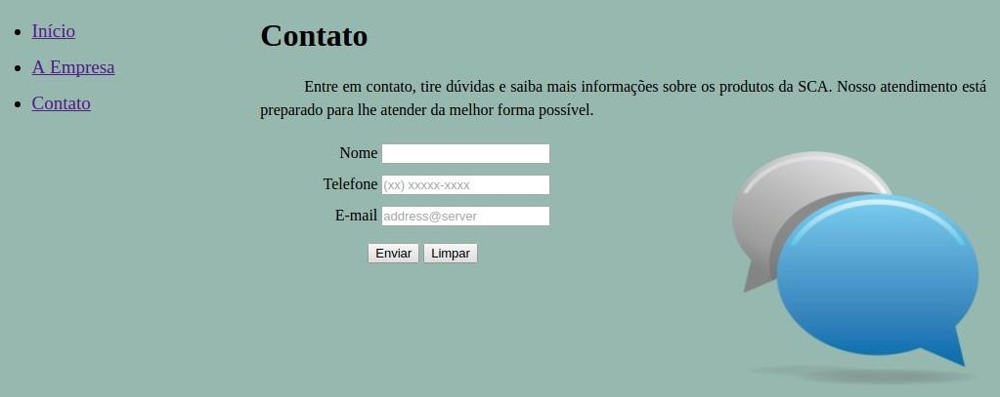 Início
A Empresa
Contato
Contato
Entre em contato, tire dúvidas e saiba mais informações sobre os produtos da SCA. Nosso atendimento está
preparado para lhe atender da melhor forma possível.
Nome
Telefone (xx) xxxxx-xxxx
E-mail address@server
Enviar Limpar